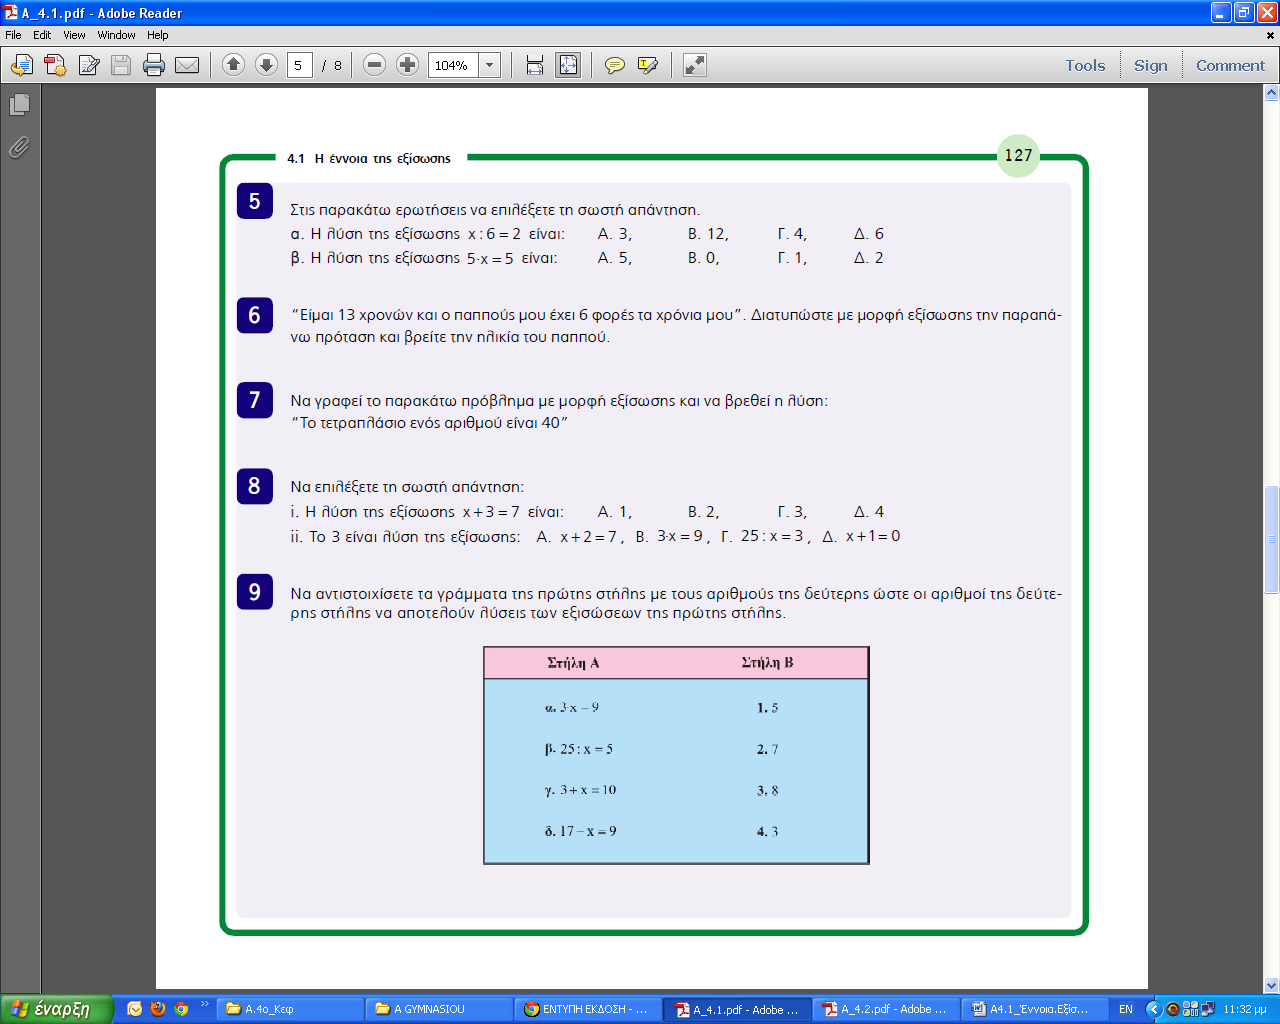 A_4.1.pdf - Adobe Reader
File Edit View Window Help
5 / 8 104% Tools Sign Comment
4.1 Η έννοια της εξίσωσης 127
5 Στις παρακάτω ερωτήσεις να επιλέξετε τη σωστή απάντηση.
α. Η λύση της εξίσωσης x : 6 = 2 είναι: Α. 3, Β. 12, Γ. 4, Δ. 6
β. Η λύση της εξίσωσης 5·x = 5 είναι: Α. 5, Β. 0, Γ. 1, Δ. 2
6 “Είμαι 13 χρονών και ο παππούς μου έχει 6 φορές τα χρόνια μου”. Διατυπώστε με μορφή εξίσωσης την παραπά-
νω πρόταση και βρείτε την ηλικία του παππού.
7 Να γραφεί το παρακάτω πρόβλημα με μορφή εξίσωσης και να βρεθεί η λύση:
“Το τετραπλάσιο ενός αριθμού είναι 40”
8 Να επιλέξετε τη σωστή απάντηση:
i. Η λύση της εξίσωσης x + 3 = 7 είναι: Α. 1, Β. 2, Γ. 3, Δ. 4
ii. Το 3 είναι λύση της εξίσωσης: Α. x + 2 = 7 , Β. 3·x = 9 , Γ. 25 : x = 3 , Δ. x + 1 = 0
9 Να αντιστοιχίσετε τα γράμματα της πρώτης στήλης με τους αριθμούς της δεύτερης ώστε οι αριθμοί της δεύτε-
ρης στήλης να αποτελούν λύσεις των εξισώσεων της πρώτης στήλης.
Στήλη Α Στήλη Β
α. 3·x – 9 1. 5
β. 25 : x = 5 2. 7
γ. 3 + x = 10 3. 8
δ. 17 – x = 9 4. 3
έναρξη » Α.4ο_Κεφ A GYMNASIOU ΕΝΤΥΠΗ ΕΚΔΟΣΗ - ... A_4.1.pdf - Adobe ... A_4.2.pdf - Adobe ... Α4.1_Έννοια.Εξίσ... EN 11:32 μμ